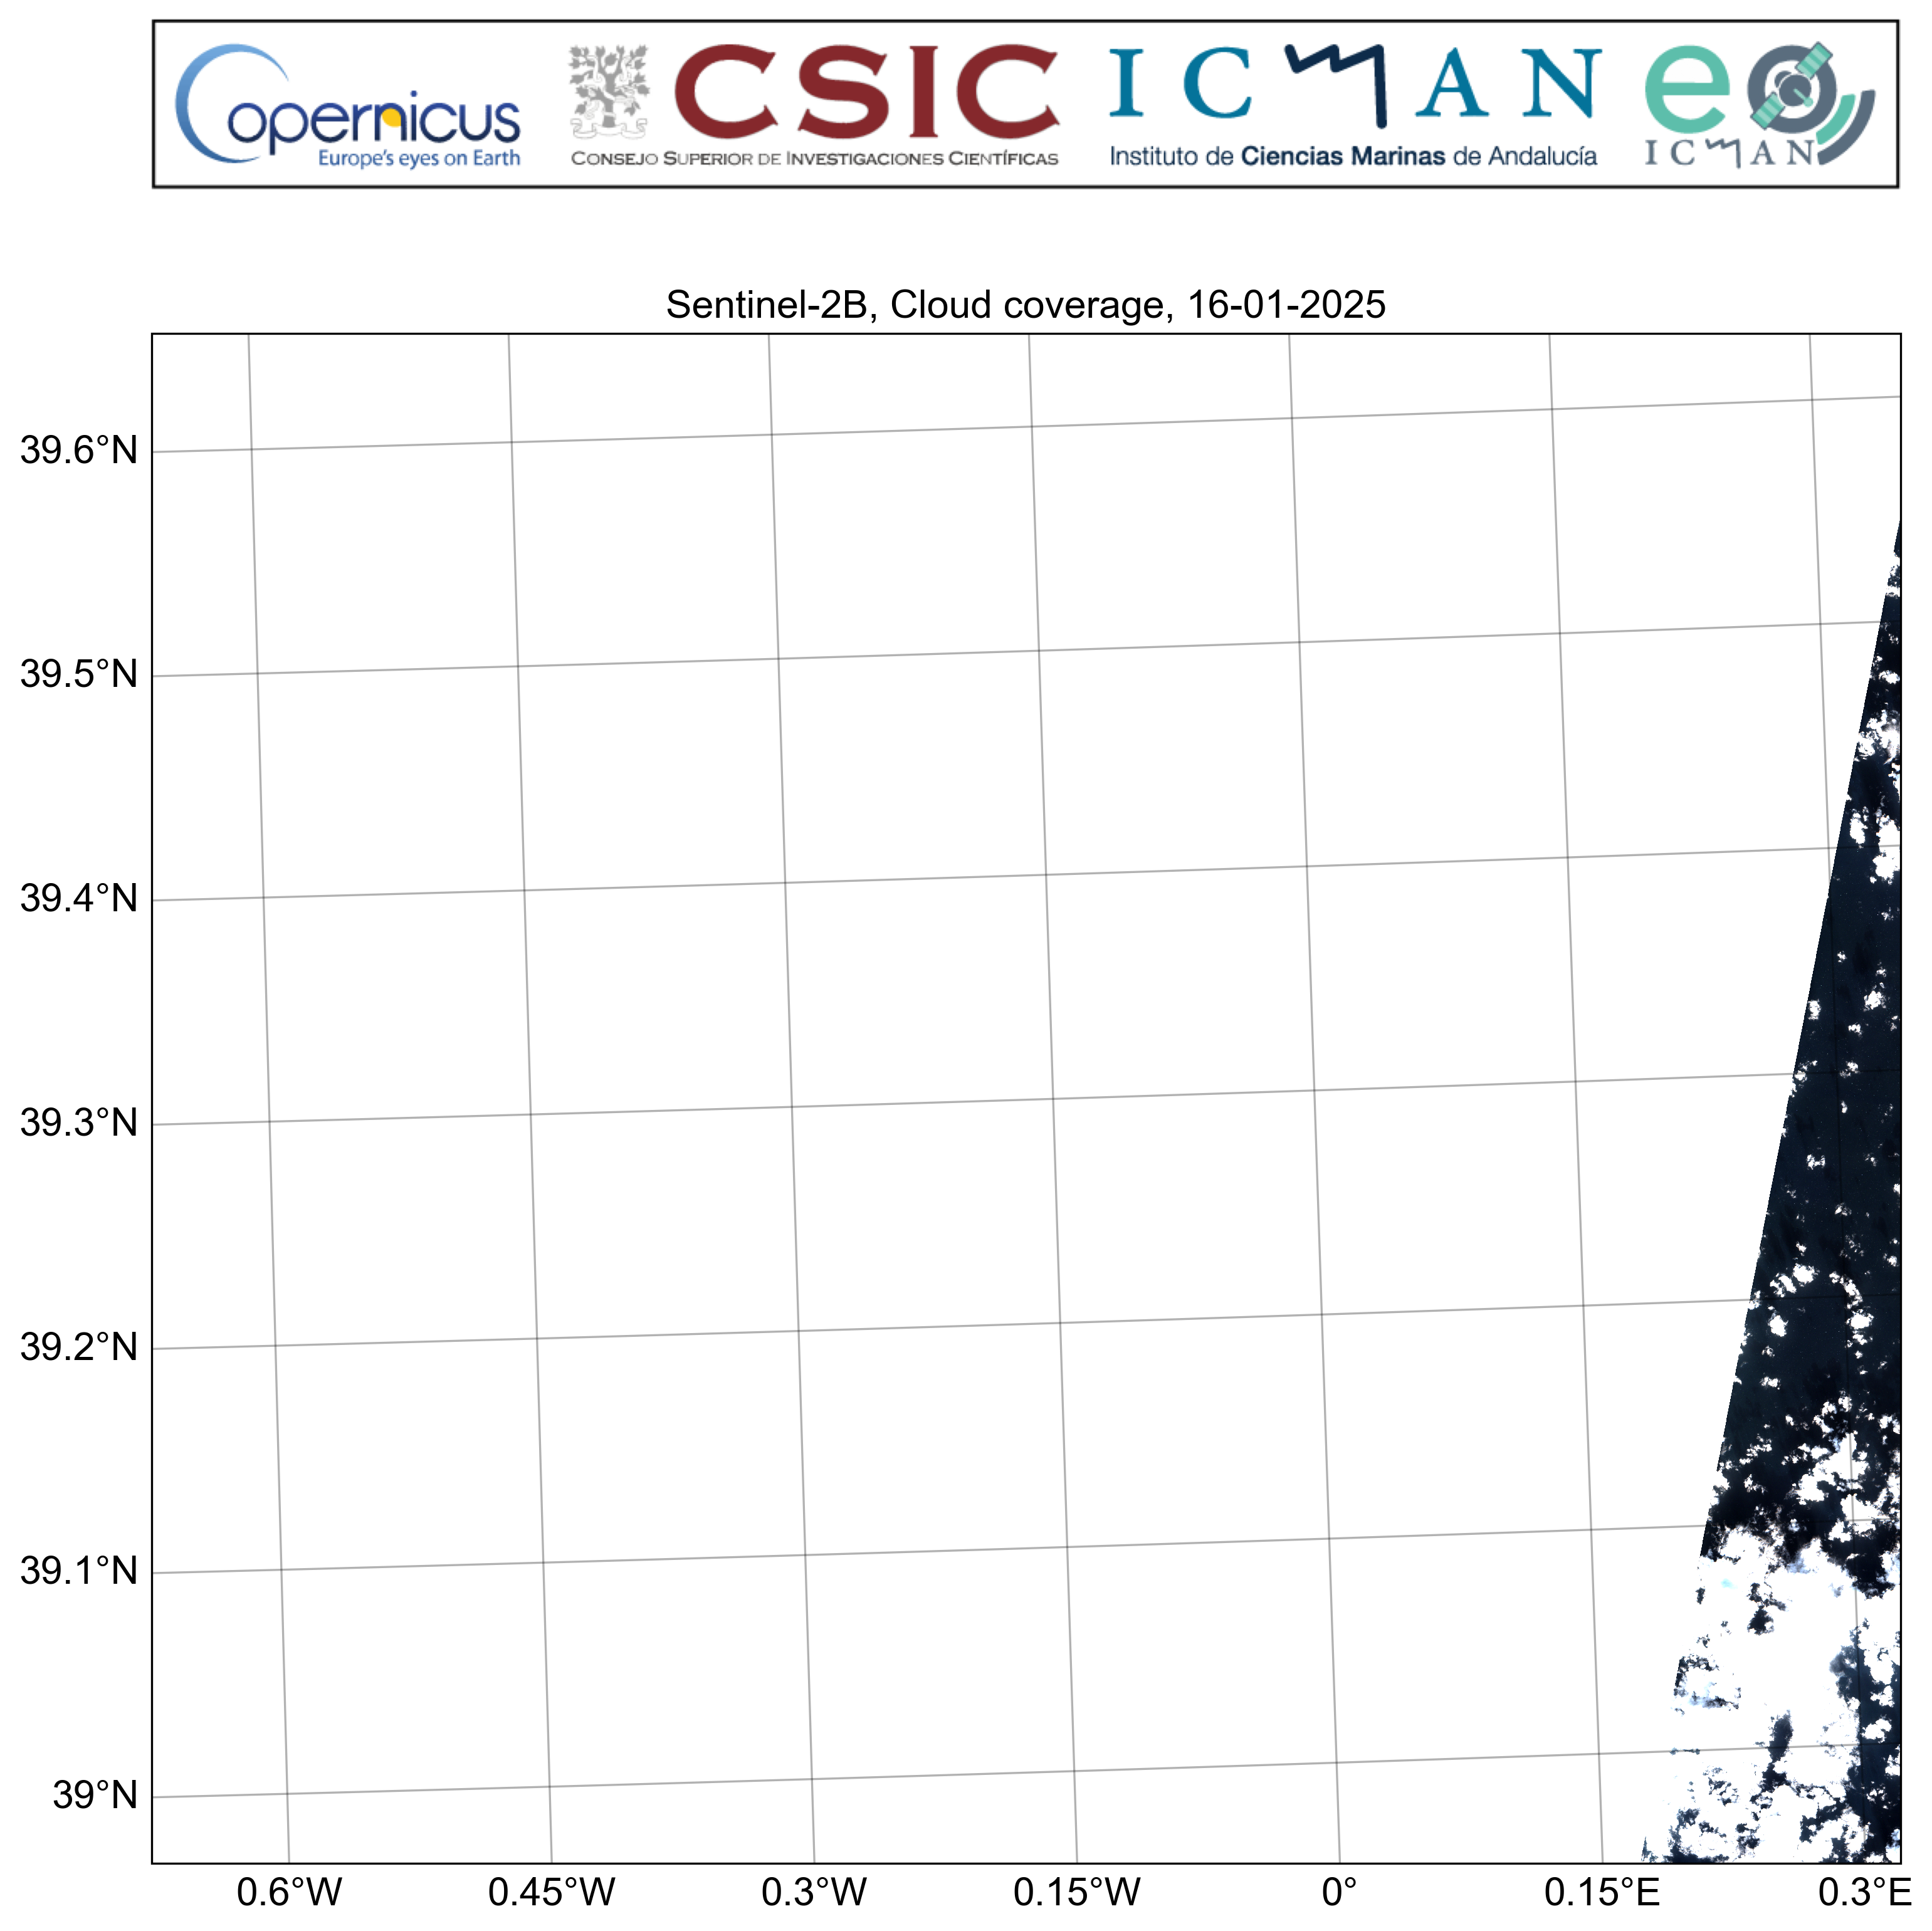 Copernicus
Europe's eyes on Earth
CSIC
CONSEJO SUPERIOR DE INVESTIGACIONES CIENTÍFICAS
ICMAN
Instituto de Ciencias Marinas de Andalucía
eo
ICMAN
Sentinel-2B, Cloud coverage, 16-01-2025
39.6°N
39.5°N
39.4°N
39.3°N
39.2°N
39.1°N
39°N
0.6°W 0.45°W 0.3°W 0.15°W 0° 0.15°E 0.3°E